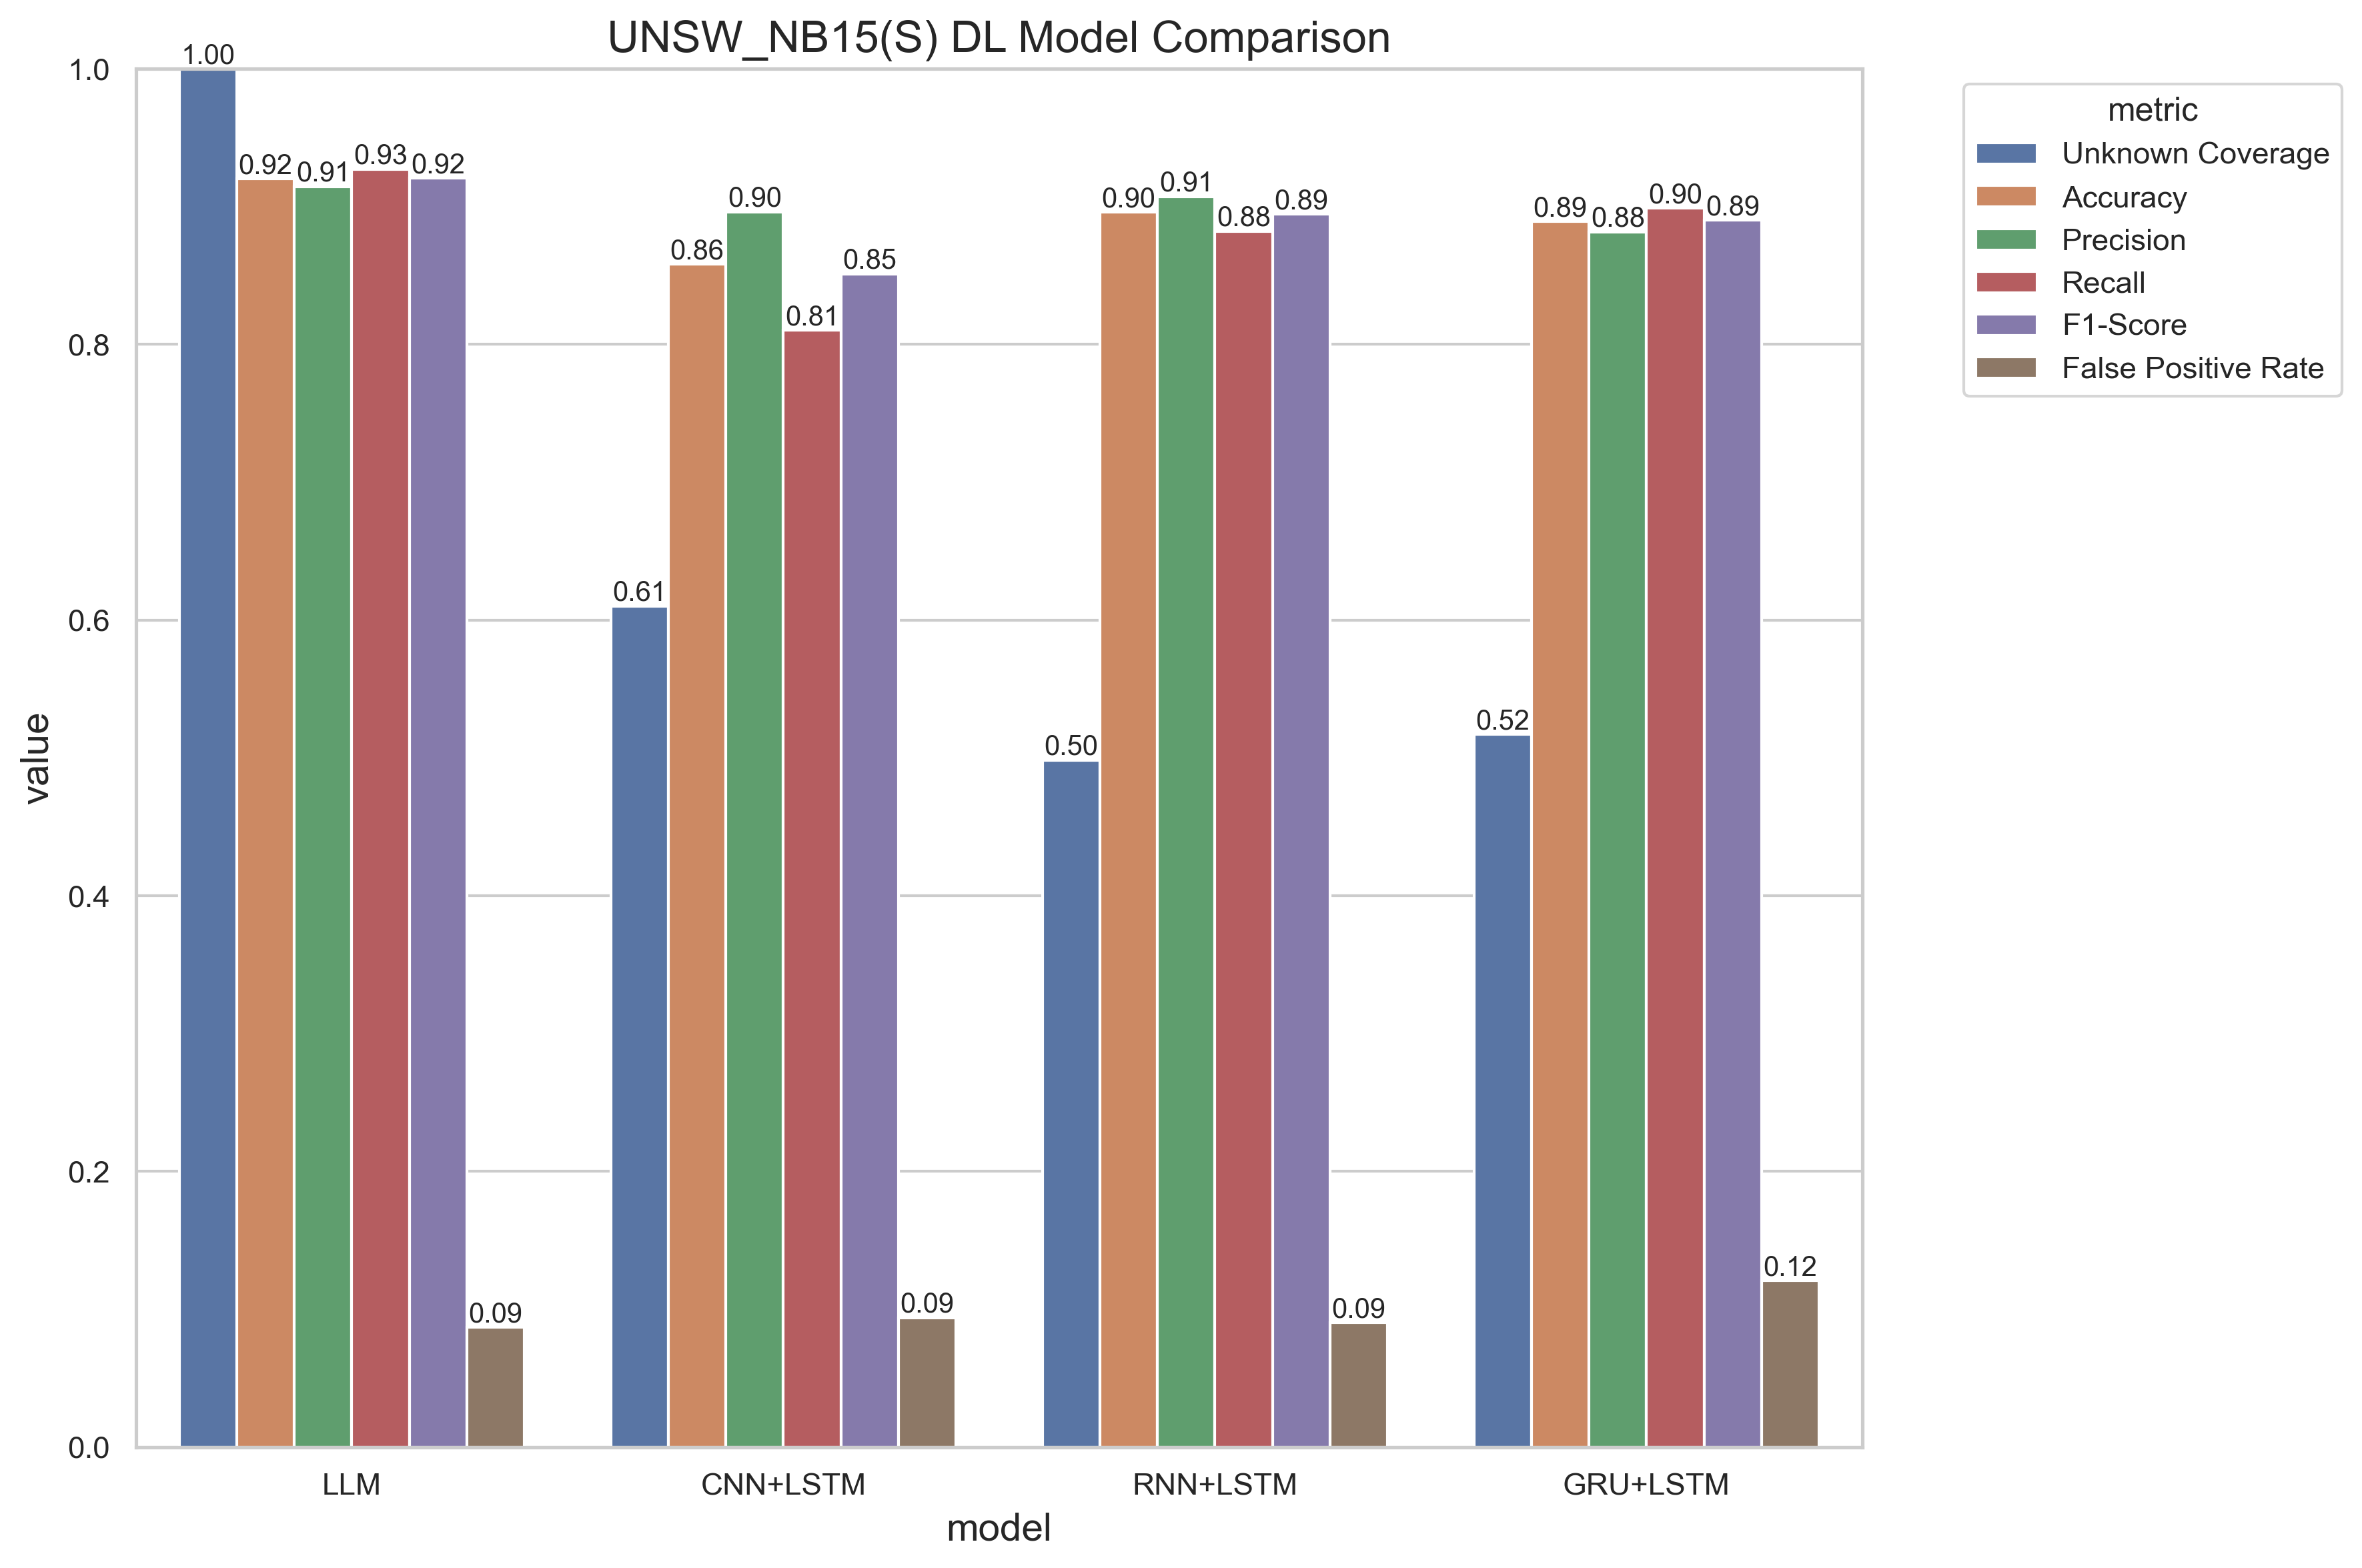 UNSW_NB15(S) DL Model Comparison
1.00
0.92
0.91
0.93
0.92
0.09
0.61
0.86
0.90
0.81
0.85
0.09
0.50
0.90
0.91
0.88
0.89
0.09
0.52
0.89
0.88
0.90
0.89
0.12
1.0
0.8
0.6
0.4
0.2
0.0
value
LLM
CNN+LSTM
RNN+LSTM
GRU+LSTM
model
metric
Unknown Coverage
Accuracy
Precision
Recall
F1-Score
False Positive Rate